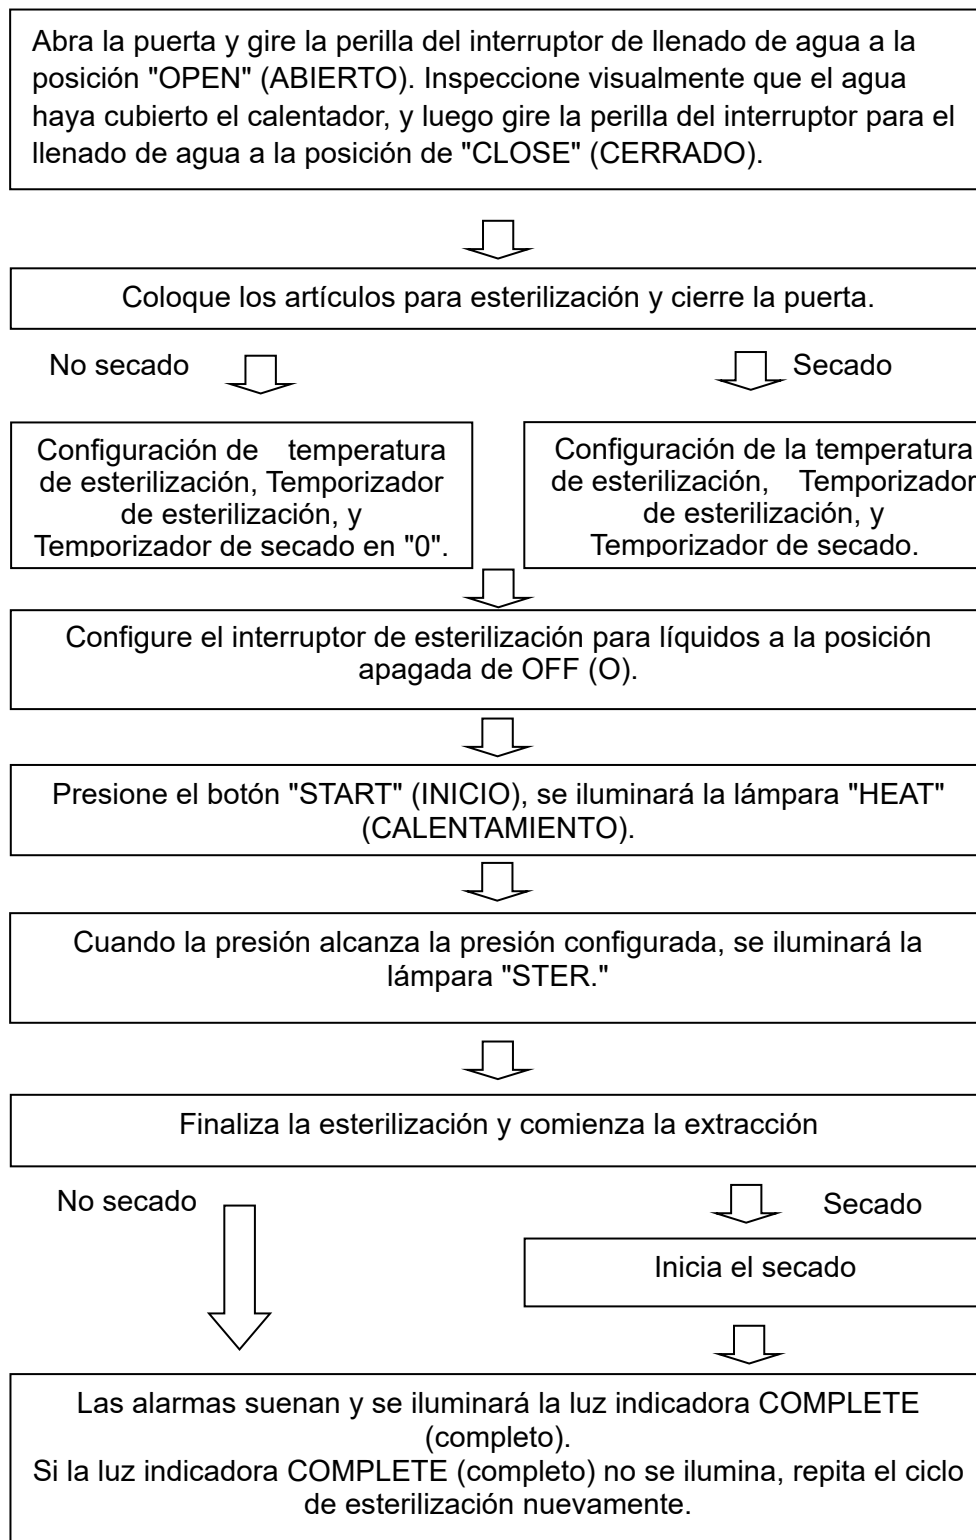 Abra la puerta y gire la perilla del interruptor de llenado de agua a la
posición "OPEN" (ABIERTO). Inspeccione visualmente que el agua
haya cubierto el calentador, y luego gire la perilla del interruptor para el
llenado de agua a la posición de "CLOSE" (CERRADO).
Coloque los artículos para esterilización y cierre la puerta.
No secado
Secado
Configuración de temperatura
de esterilización, Temporizador
de esterilización, y
Temporizador de secado en "0".
Configuración de la temperatura
de esterilización, Temporizador
de esterilización, y
Temporizador de secado.
Configure el interruptor de esterilización para líquidos a la posición
apagada de OFF (O).
Presione el botón "START" (INICIO), se iluminará la lámpara "HEAT"
(CALENTAMIENTO).
Cuando la presión alcanza la presión configurada, se iluminará la
lámpara "STER."
Finaliza la esterilización y comienza la extracción
No secado
Secado
Inicia el secado
Las alarmas suenan y se iluminará la luz indicadora COMPLETE
(completo).
Si la luz indicadora COMPLETE (completo) no se ilumina, repita el ciclo
de esterilización nuevamente.